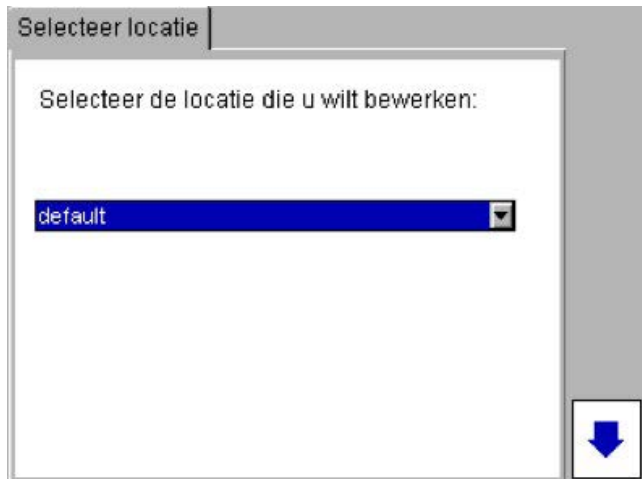 Selecteer locatie
Selecteer de locatie die u wilt bewerken:
default